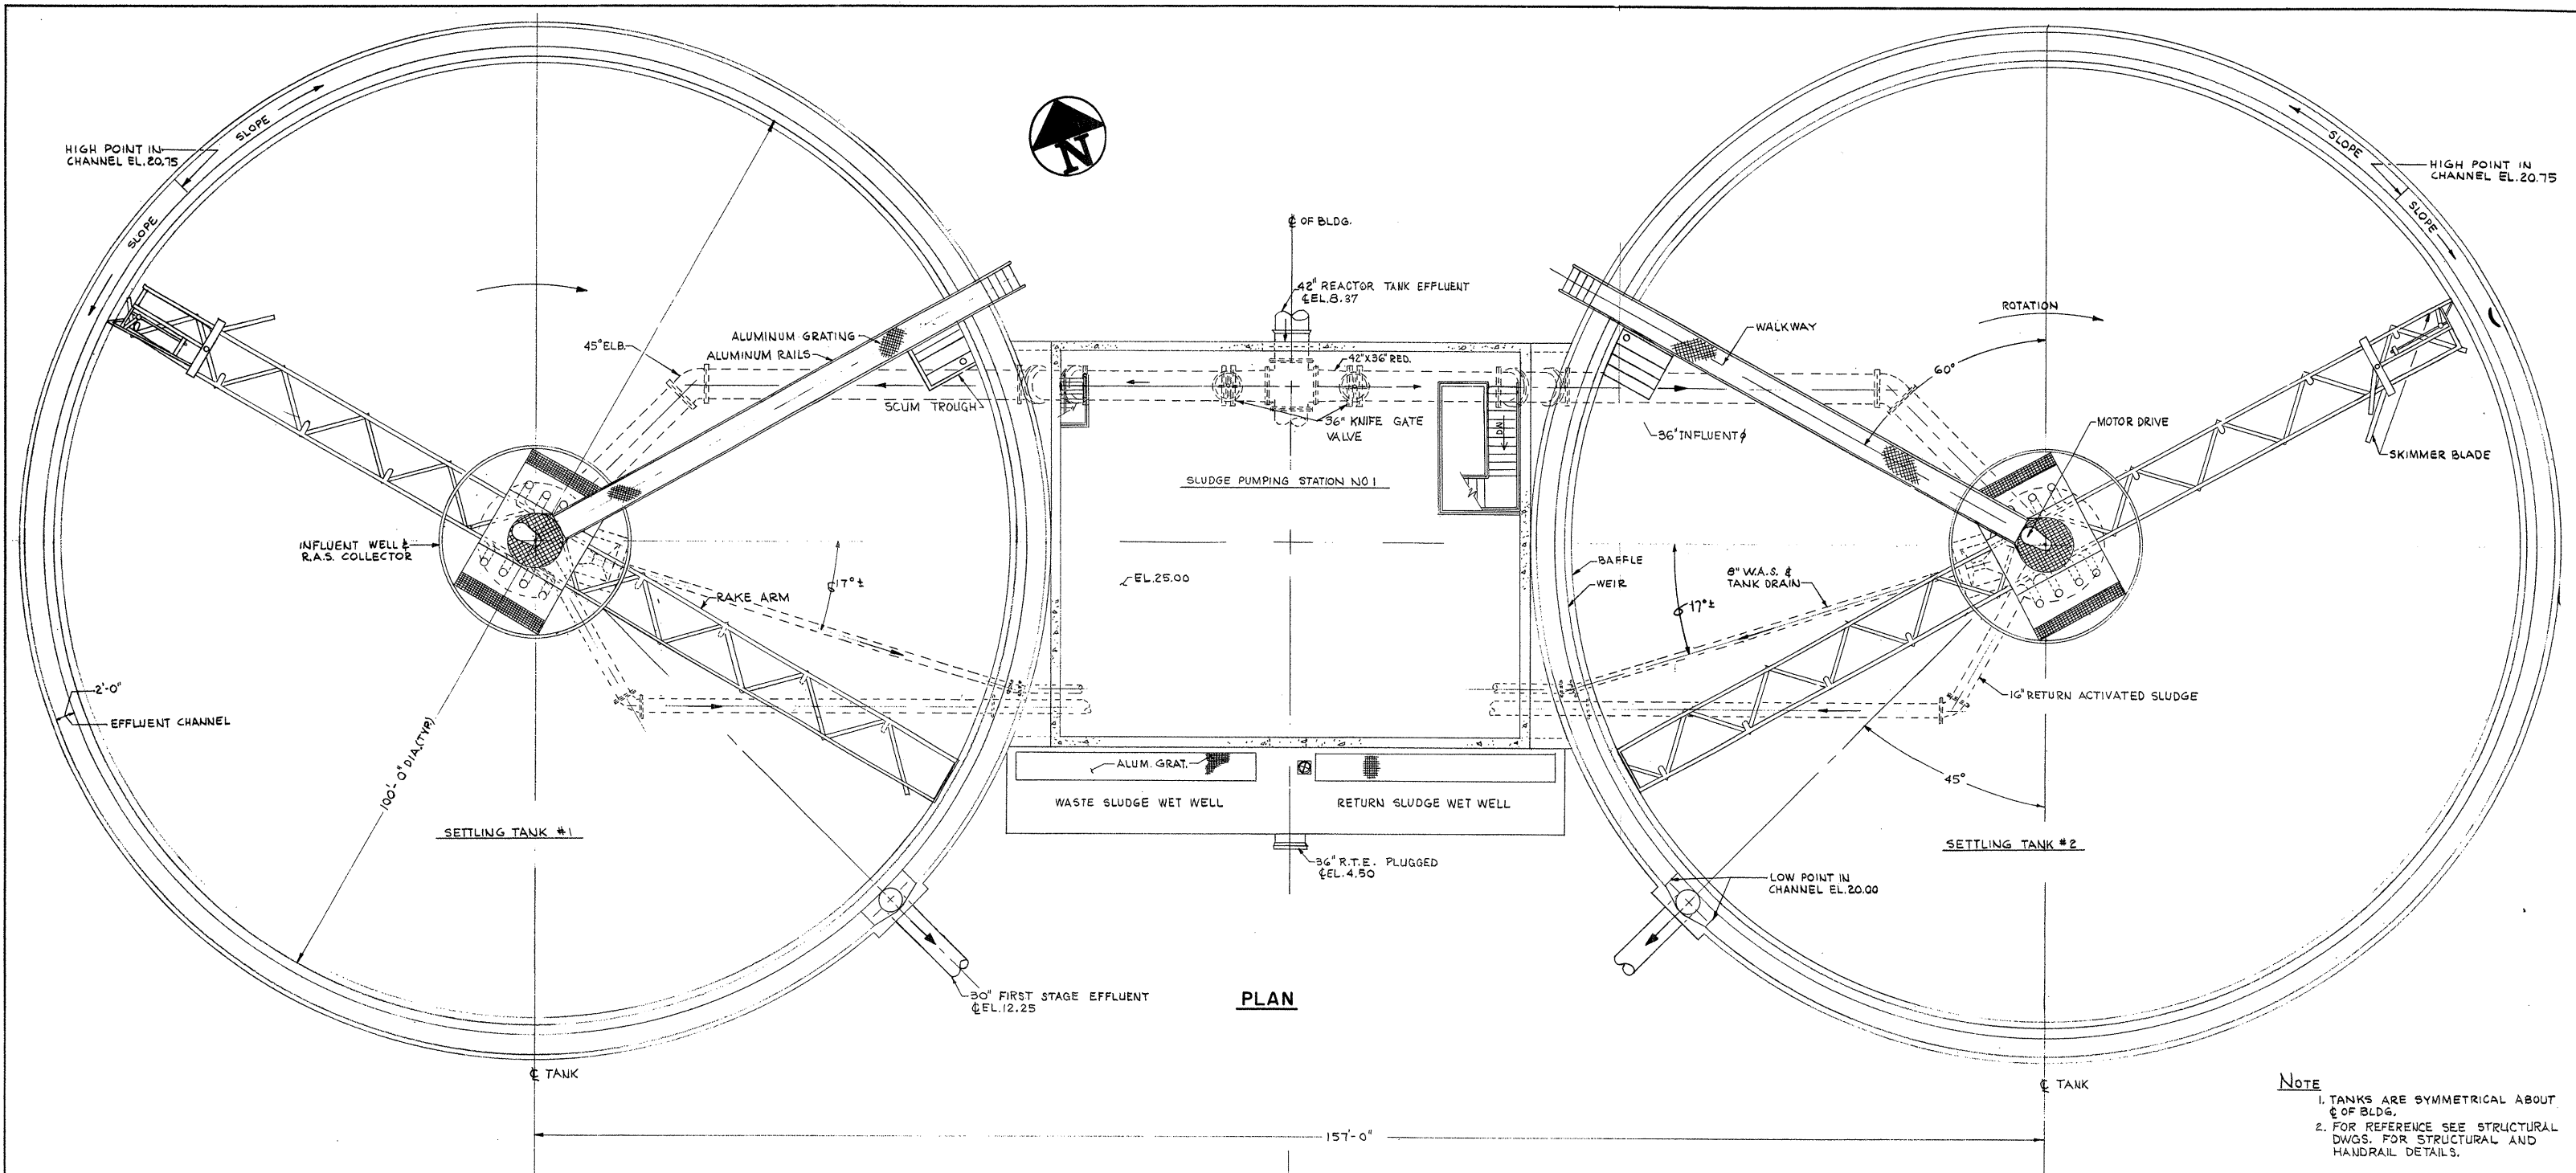 HIGH POINT IN
CHANNEL EL.20.75
SLOPE
SLOPE
N
℄ OF BLDG.
42" REACTOR TANK EFFLUENT
℄EL.8.37
SLOPE
SLOPE
HIGH POINT IN
CHANNEL EL.20.75
ALUMINUM GRATING
ALUMINUM RAILS
45° ELB.
SCUM TROUGH
42"X36" RED.
36" KNIFE GATE
VALVE
DN
WALKWAY
ROTATION
60°
36" INFLUENT
MOTOR DRIVE
SKIMMER BLADE
SLUDGE PUMPING STATION NO 1
INFLUENT WELL &
R.A.S. COLLECTOR
RAKE ARM
17°±
EL.25.00
BAFFLE
WEIR
17°±
8" W.A.S. &
TANK DRAIN
16" RETURN ACTIVATED SLUDGE
2'-0"
EFFLUENT CHANNEL
100'-0" DIA.(TYP)
45°
ALUM. GRAT.
WASTE SLUDGE WET WELL
RETURN SLUDGE WET WELL
SETTLING TANK #1
SETTLING TANK #2
36" R.T.E. PLUGGED
℄EL.4.50
LOW POINT IN
CHANNEL EL.20.00
30" FIRST STAGE EFFLUENT
℄EL.12.25
PLAN
℄ TANK
℄ TANK
157'-0"
NOTE
1. TANKS ARE SYMMETRICAL ABOUT
℄ OF BLDG.
2. FOR REFERENCE SEE STRUCTURAL
DWGS. FOR STRUCTURAL AND
HANDRAIL DETAILS.